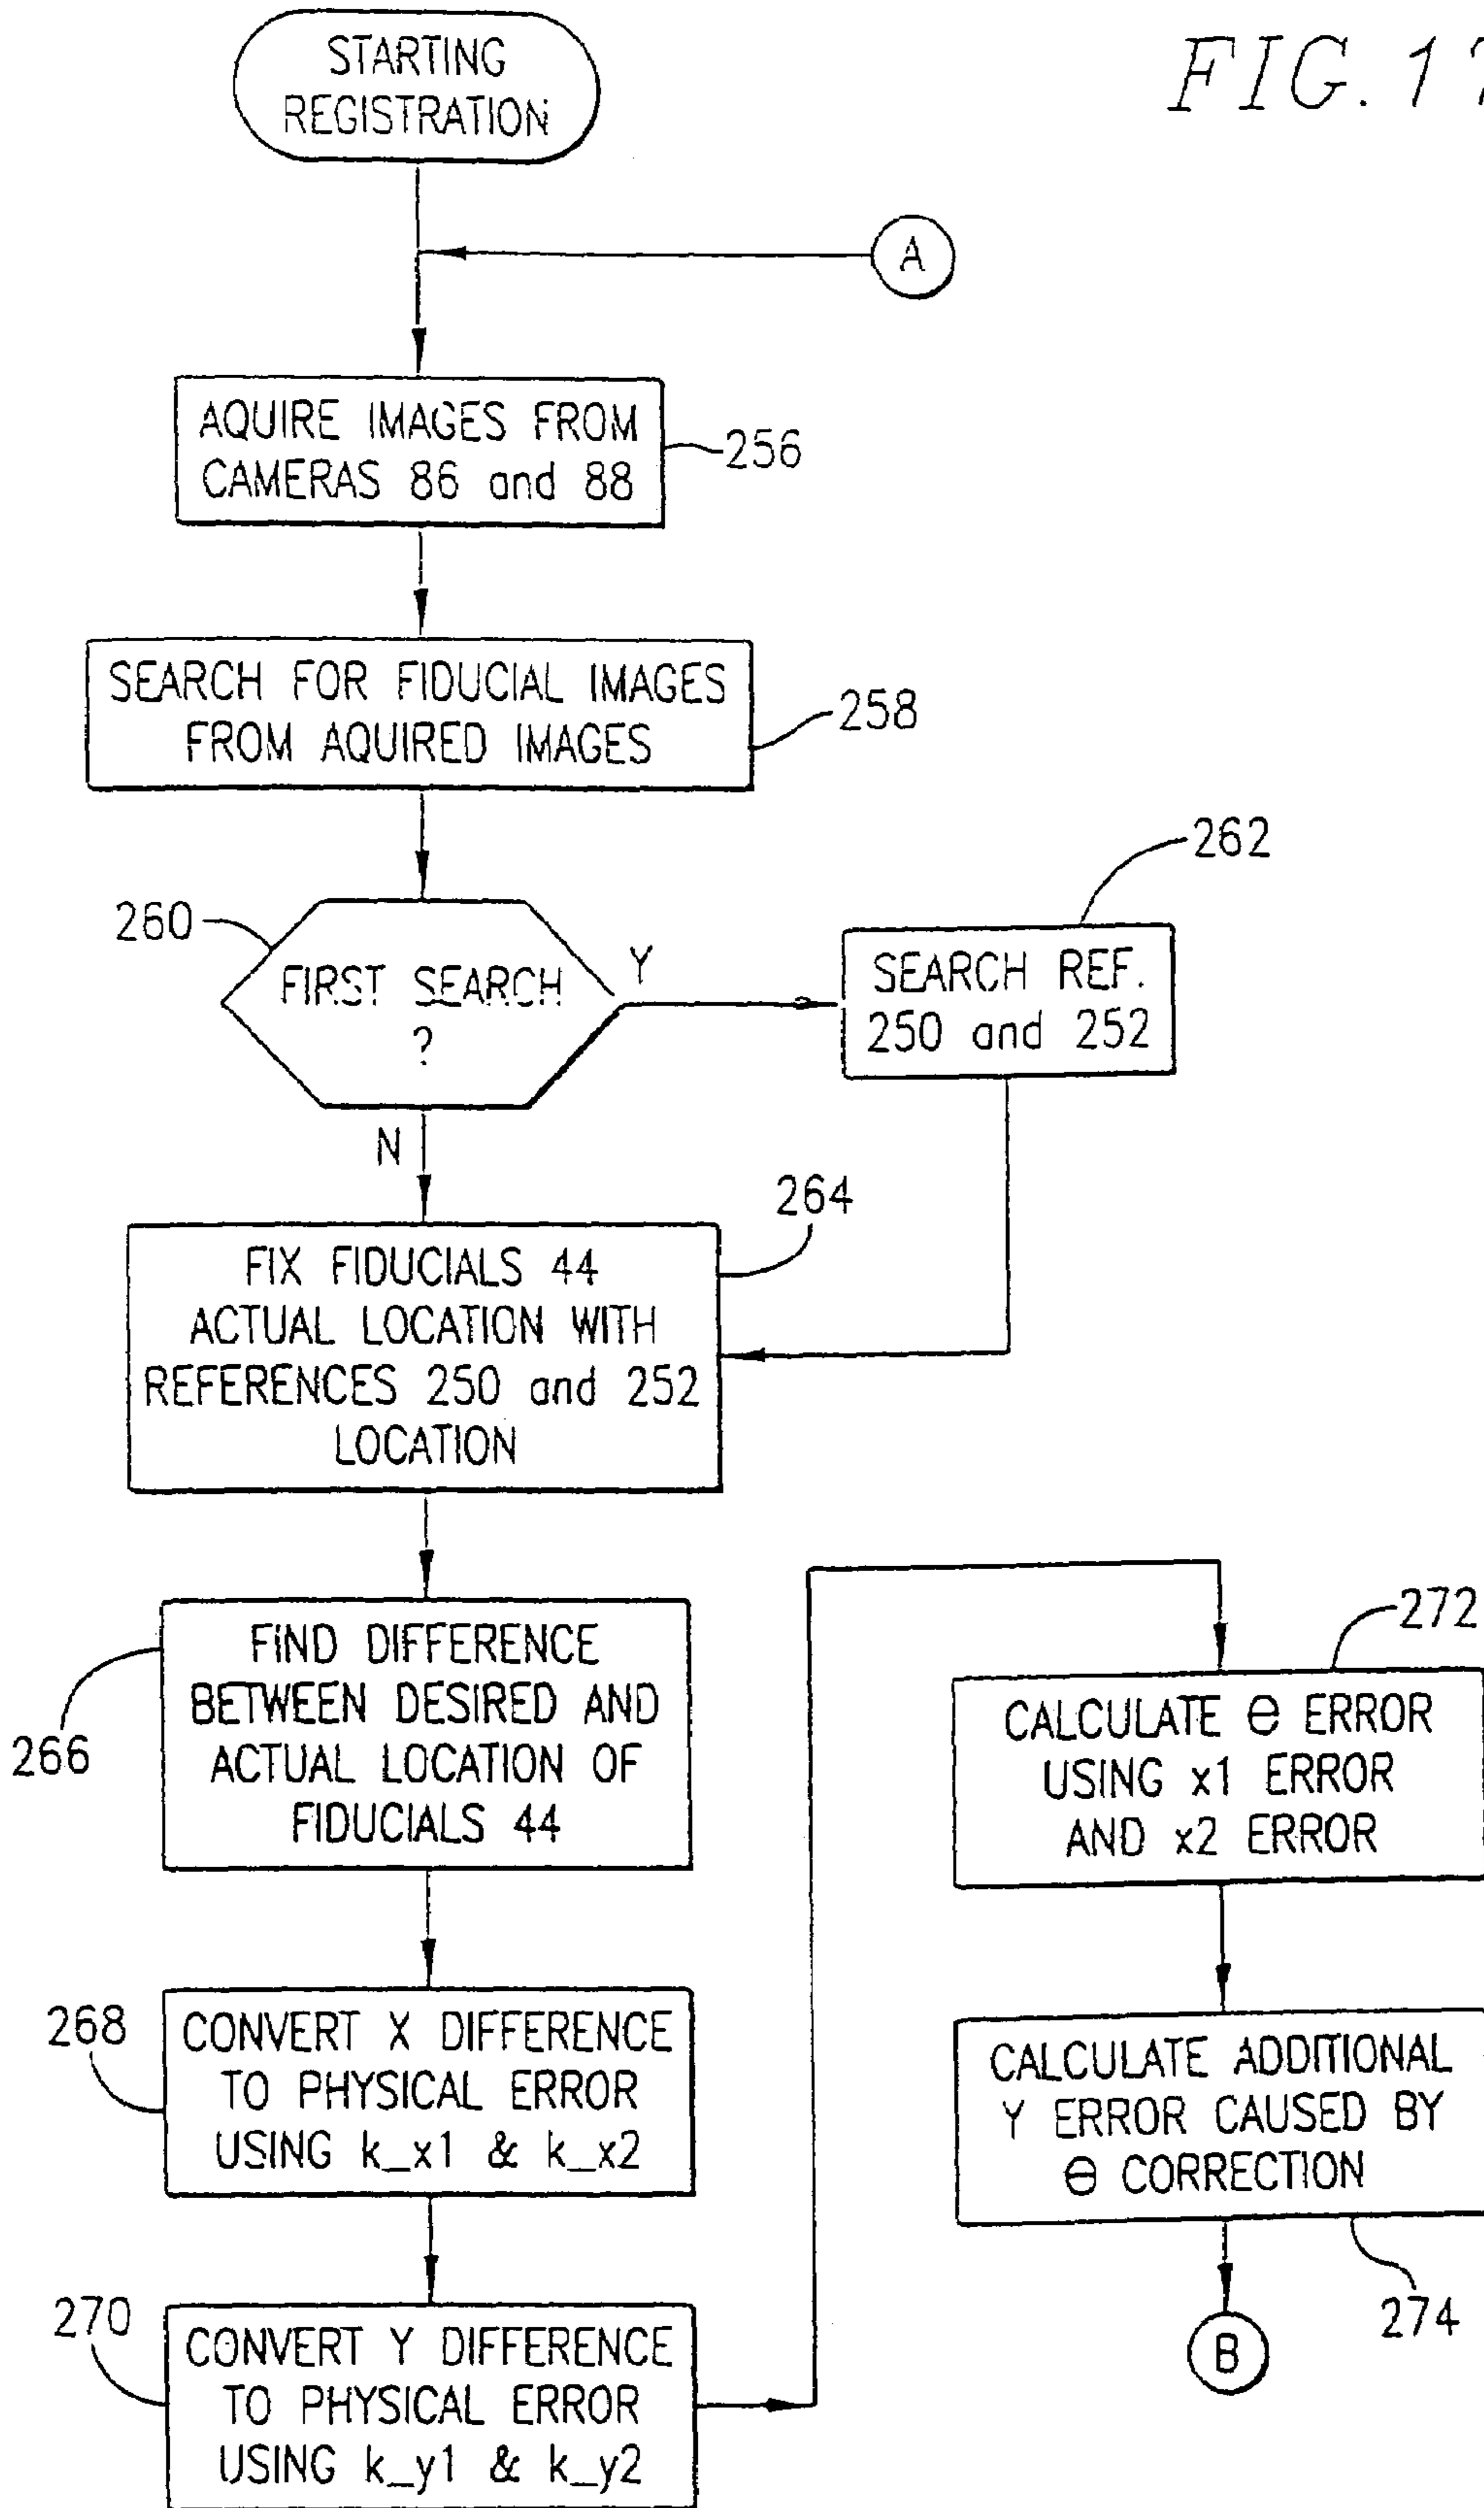 FIG. 17
STARTING
REGISTRATION
A
AQUIRE IMAGES FROM
CAMERAS 86 and 88
256
SEARCH FOR FIDUCIAL IMAGES
FROM AQUIRED IMAGES
258
262
260
FIRST SEARCH
?
Y
SEARCH REF.
250 and 252
N
264
FIX FIDUCIALS 44
ACTUAL LOCATION WITH
REFERENCES 250 and 252
LOCATION
266
FIND DIFFERENCE
BETWEEN DESIRED AND
ACTUAL LOCATION OF
FIDUCIALS 44
268
CONVERT X DIFFERENCE
TO PHYSICAL ERROR
USING k_x1 & k_x2
270
CONVERT Y DIFFERENCE
TO PHYSICAL ERROR
USING k_y1 & k_y2
272
CALCULATE ϴ ERROR
USING x1 ERROR
AND x2 ERROR
CALCULATE ADDITIONAL
Y ERROR CAUSED BY
ϴ CORRECTION
274
B